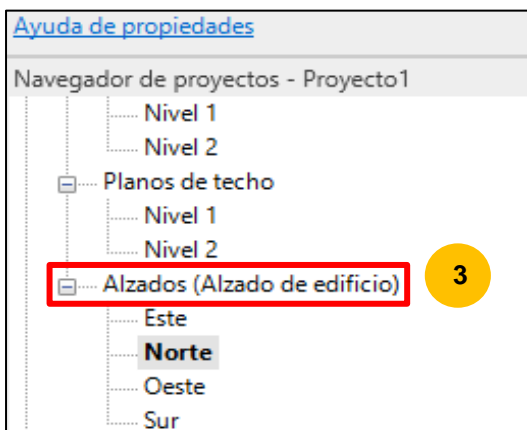 Ayuda de propiedades
Navegador de proyectos - Proyecto1
Nivel 1
Nivel 2
Planos de techo
Nivel 1
Nivel 2
Alzados (Alzado de edificio)
3
Este
Norte
Oeste
Sur